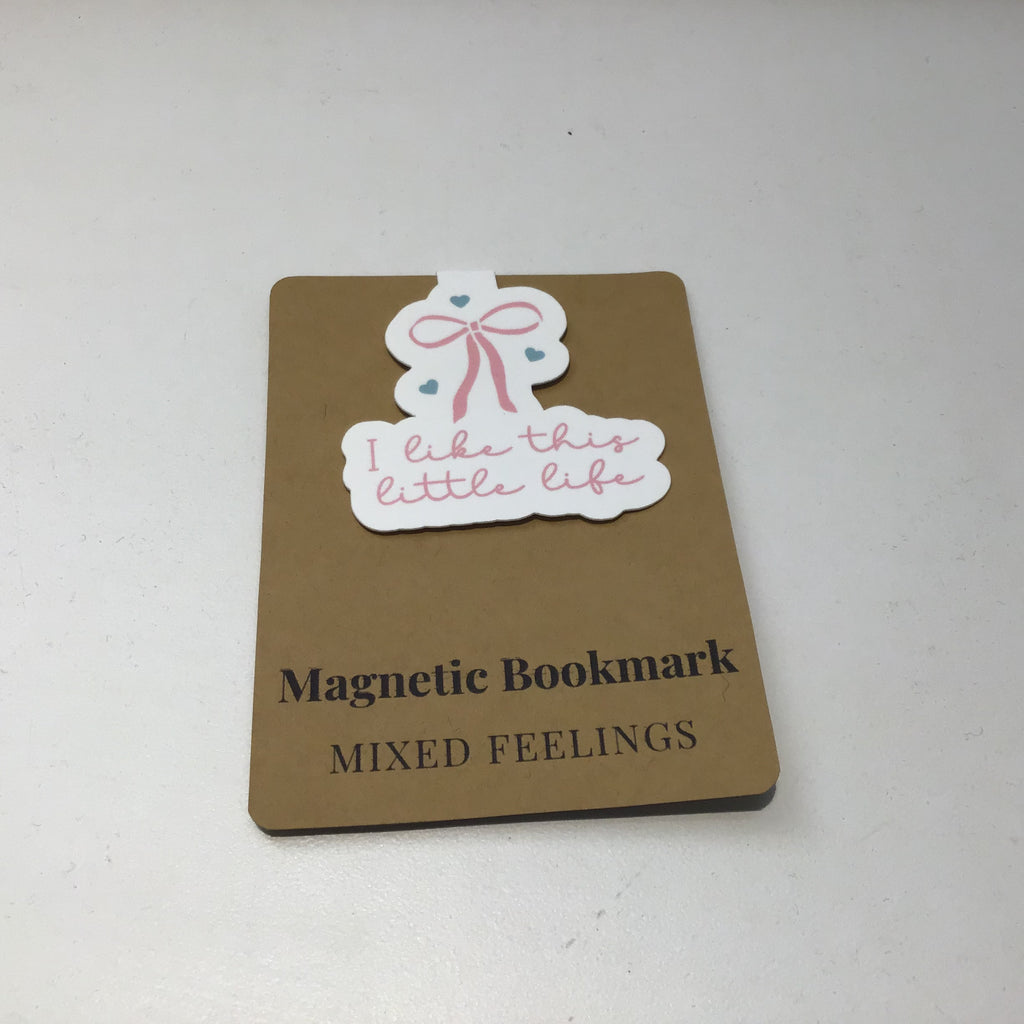 I like this
little life
Magnetic Bookmark
MIXED FEELINGS